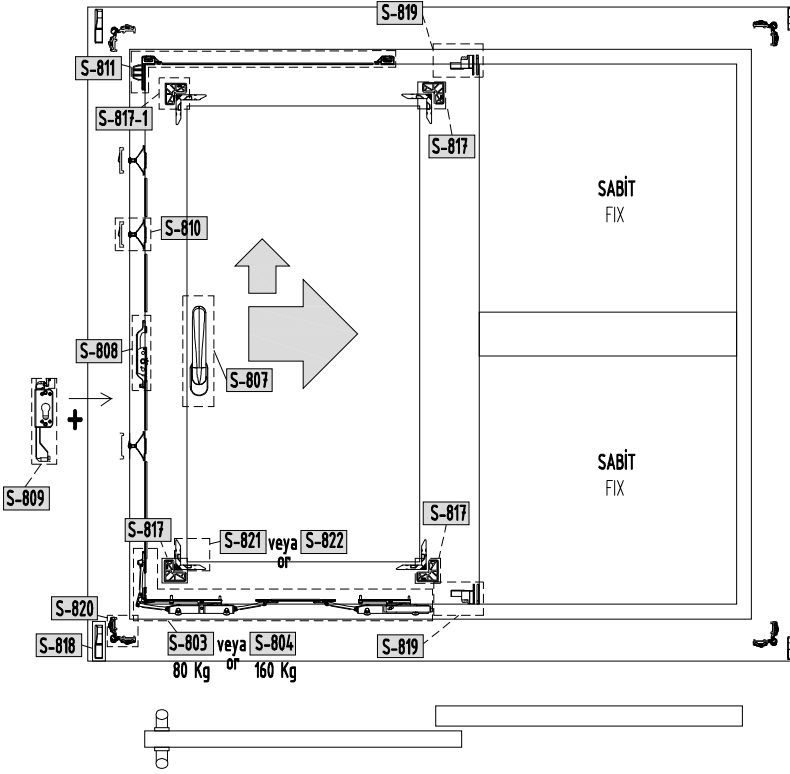 S-819
S-811
S-817-1
S-817
SABİT
FIX
S-810
S-808
S-807
+
S-809
SABİT
FIX
S-817
S-821 veya S-822
or
S-817
S-820
S-818
S-803 veya S-804
80 Kg or 160 Kg
S-819